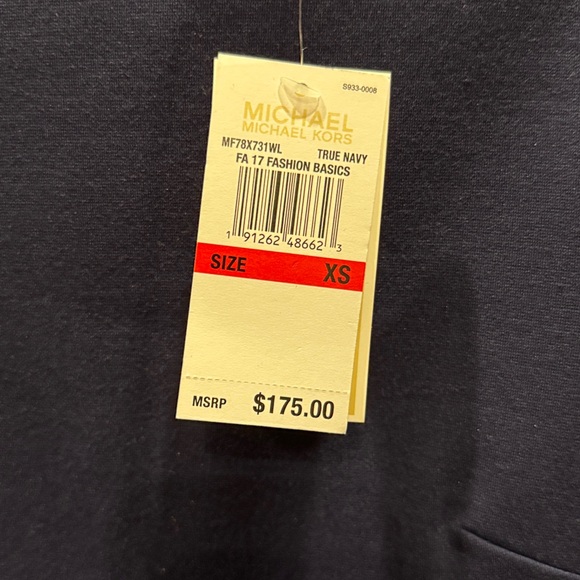 S933-0008
MICHAEL
MICHAEL KORS
MF78X731WL TRUE NAVY
FA 17 FASHION BASICS
1 91262 48662 3
SIZE XS
MSRP $175.00